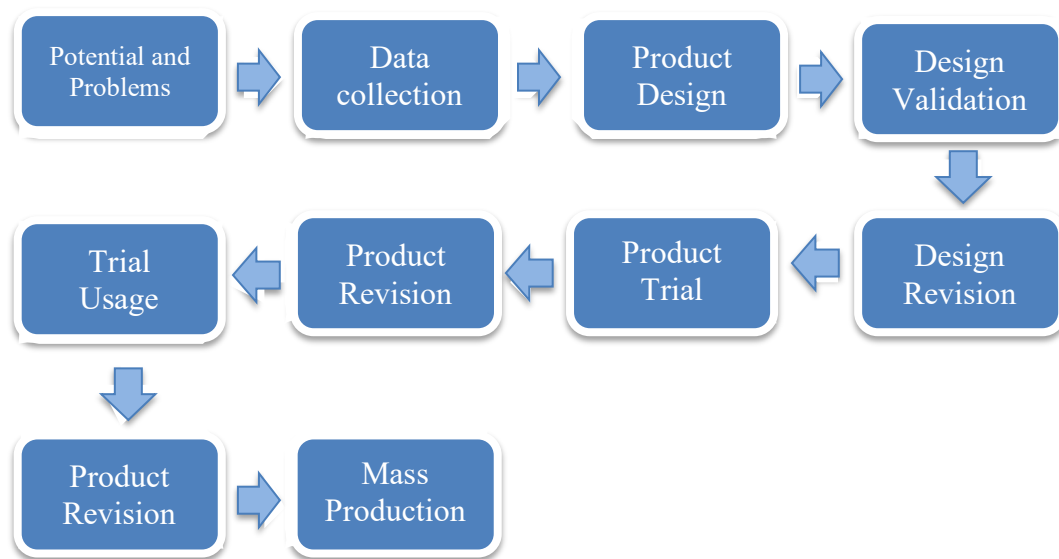 Potential and
Problems
Data
collection
Product
Design
Design
Validation
Design
Revision
Product
Trial
Product
Revision
Trial
Usage
Product
Revision
Mass
Production